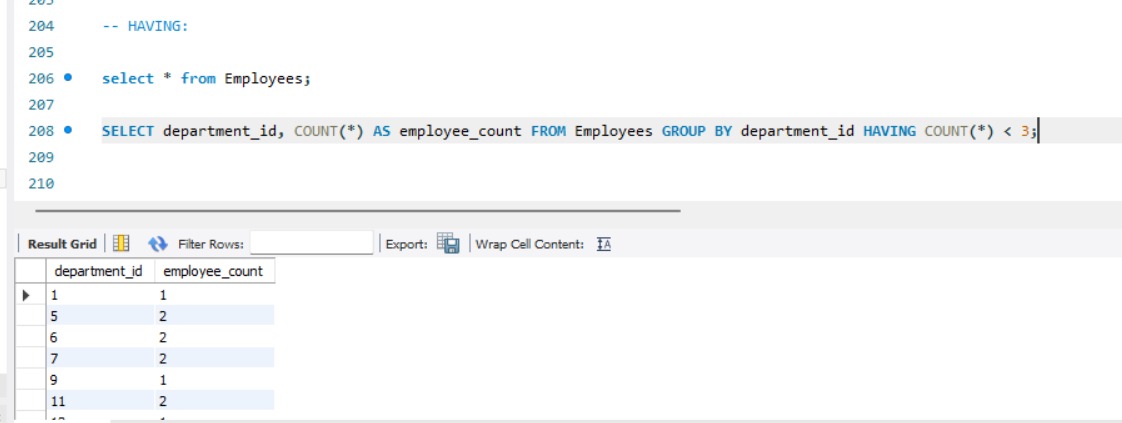 204 -- HAVING:
205
206 select * from Employees;
207
208 SELECT department_id, COUNT(*) AS employee_count FROM Employees GROUP BY department_id HAVING COUNT(*) < 3;
209
210
Result Grid Filter Rows: Export: Wrap Cell Content: IA
department_id employee_count
1 1
5 2
6 2
7 2
9 1
11 2